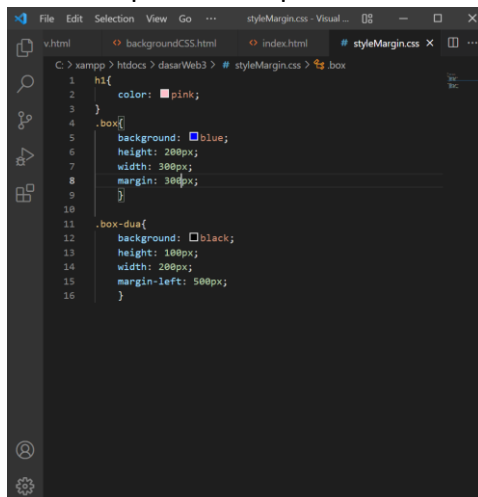 File Edit Selection View Go ··· styleMargin.css - Visual ...
v.html backgroundCSS.html index.html # styleMargin.css
C: > xampp > htdocs > dasarWeb3 > # styleMargin.css > .box
1 h1{
2 color: pink;
3 }
4 .box{
5 background: blue;
6 height: 200px;
7 width: 300px;
8 margin: 300px;
9 }
10
11 .box-dua{
12 background: black;
13 height: 100px;
14 width: 200px;
15 margin-left: 500px;
16 }